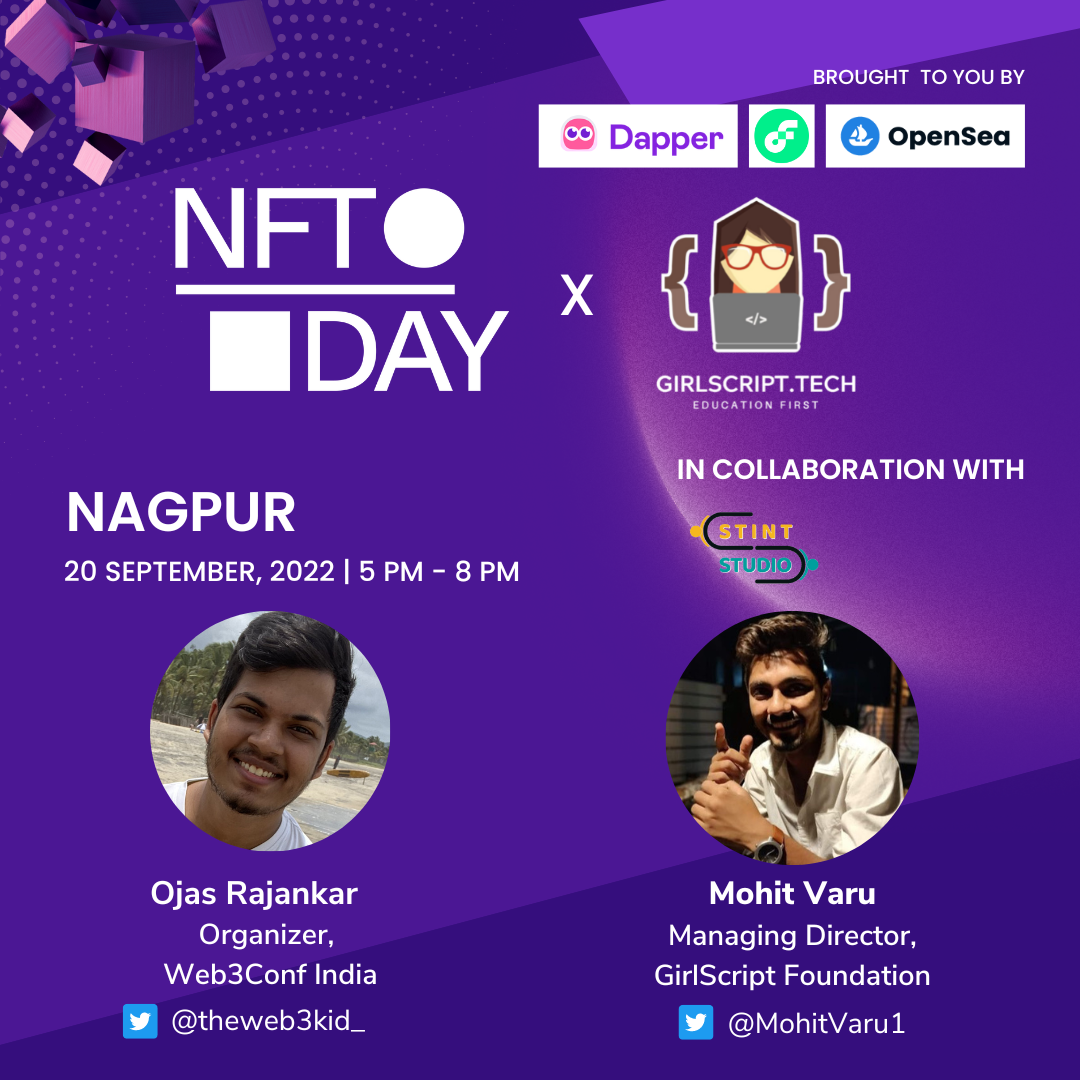 BROUGHT TO YOU BY
Dapper
OpenSea
NFT
DAY
X
</>
GIRLSCRIPT.TECH
EDUCATION FIRST
IN COLLABORATION WITH
STINT
STUDIO
NAGPUR
20 SEPTEMBER, 2022 | 5 PM - 8 PM
Ojas Rajankar
Organizer,
Web3Conf India
@theweb3kid_
Mohit Varu
Managing Director,
GirlScript Foundation
@MohitVaru1